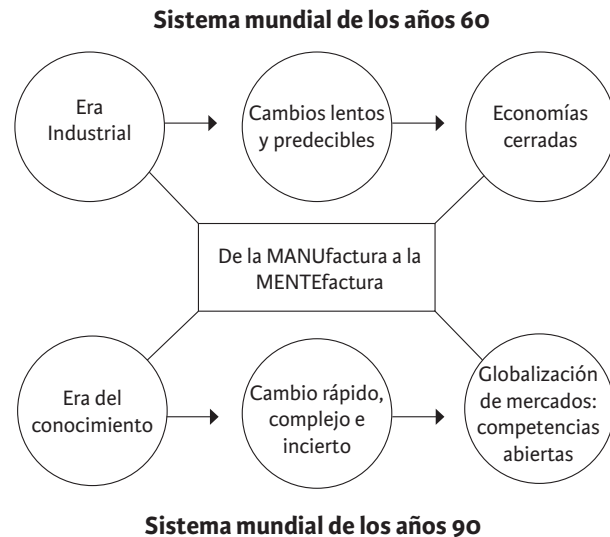 Sistema mundial de los años 60
Era
Industrial
Cambios lentos
y predecibles
Economías
cerradas
De la MANUfactura a la
MENTEfactura
Era del
conocimiento
Cambio rápido,
complejo e
incierto
Globalización
de mercados:
competencias
abiertas
Sistema mundial de los años 90